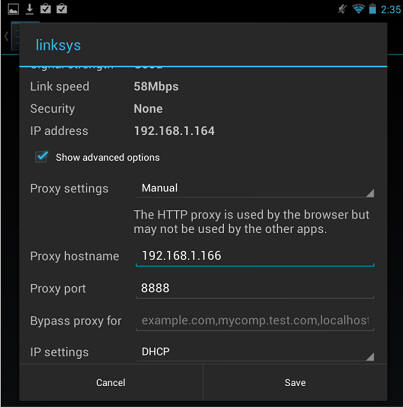 2:35
linksys
Signal strength Good
Link speed 58Mbps
Security None
IP address 192.168.1.164
Show advanced options
Proxy settings Manual
The HTTP proxy is used by the browser but
may not be used by the other apps.
Proxy hostname 192.168.1.166
Proxy port 8888
Bypass proxy for example.com,mycomp.test.com,localhost
IP settings DHCP
Cancel Save